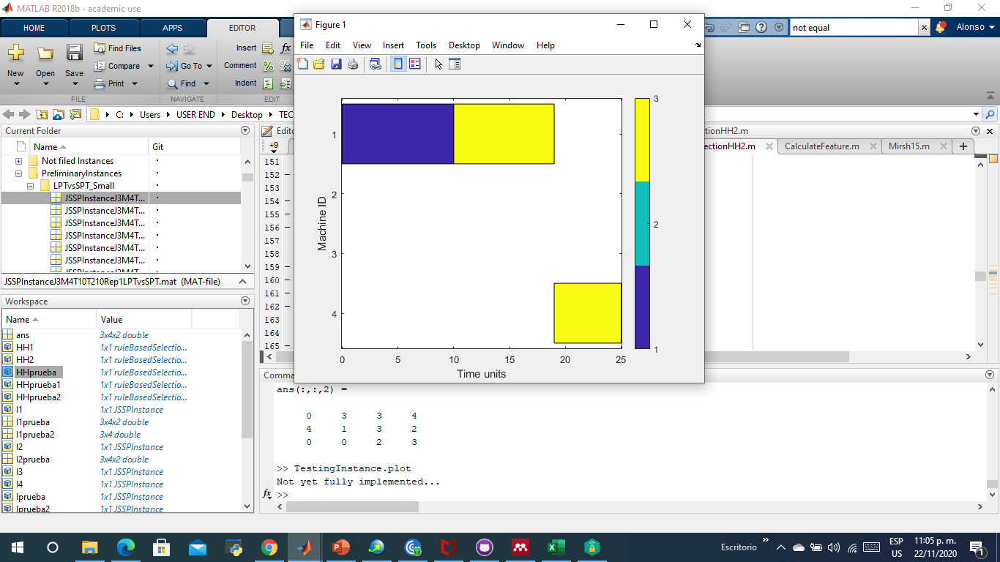 MATLAB R2018b - academic use
HOME PLOTS APPS EDITOR
not equal
Alonso
New Open Save
Find Files
Compare
Print
Go To
Find
Insert
Comment
Indent
FILE NAVIGATE EDIT
C: Users USER END Desktop TEC
Current Folder
Name Git
Not filed Instances
PreliminaryInstances
LPTvsSPT_Small
JSSPInstanceJ3M4T...
JSSPInstanceJ3M4T...
JSSPInstanceJ3M4T...
JSSPInstanceJ3M4T...
JSSPInstanceJ3M4T...
JSSPInstanceJ3M4T...
JSSPInstanceJ3M4T...
JSSPInstanceJ3M4T10T210Rep1LPTvsSPT.mat (MAT-file)
Workspace
Name Value
ans 3x4x2 double
HH1 1x1 ruleBasedSelectio...
HH2 1x1 ruleBasedSelectio...
HHprueba 1x1 ruleBasedSelectio...
HHprueba1 1x1 ruleBasedSelectio...
HHprueba2 1x1 ruleBasedSelectio...
I1 1x1 JSSPInstance
I1prueba 3x4x2 double
I1prueba2 3x4 double
I2 1x1 JSSPInstance
I2prueba 3x4x2 double
I3 1x1 JSSPInstance
I4 1x1 JSSPInstance
Iprueba 1x1 JSSPInstance
Iprueba2 1x1 JSSPInstance
Edito
ctionHH2.m
+9
ectionHH2.m CalculateFeature.m Mirsh15.m +
151
152 –
153 –
154 –
155 –
156 –
157 –
158 –
159 –
160 –
161 –
162 –
163
164 –
165 –
Figure 1
File Edit View Insert Tools Desktop Window Help
1
2
3
4
Machine ID
0 5 10 15 20 25
Time units
3
2
1
Comma
ans(:,:,2) =
0 3 3 4
4 1 3 2
0 0 2 3
>> TestingInstance.plot
Not yet fully implemented...
fx >>
Escritorio
ESP
US
11:05 p. m.
22/11/2020
1